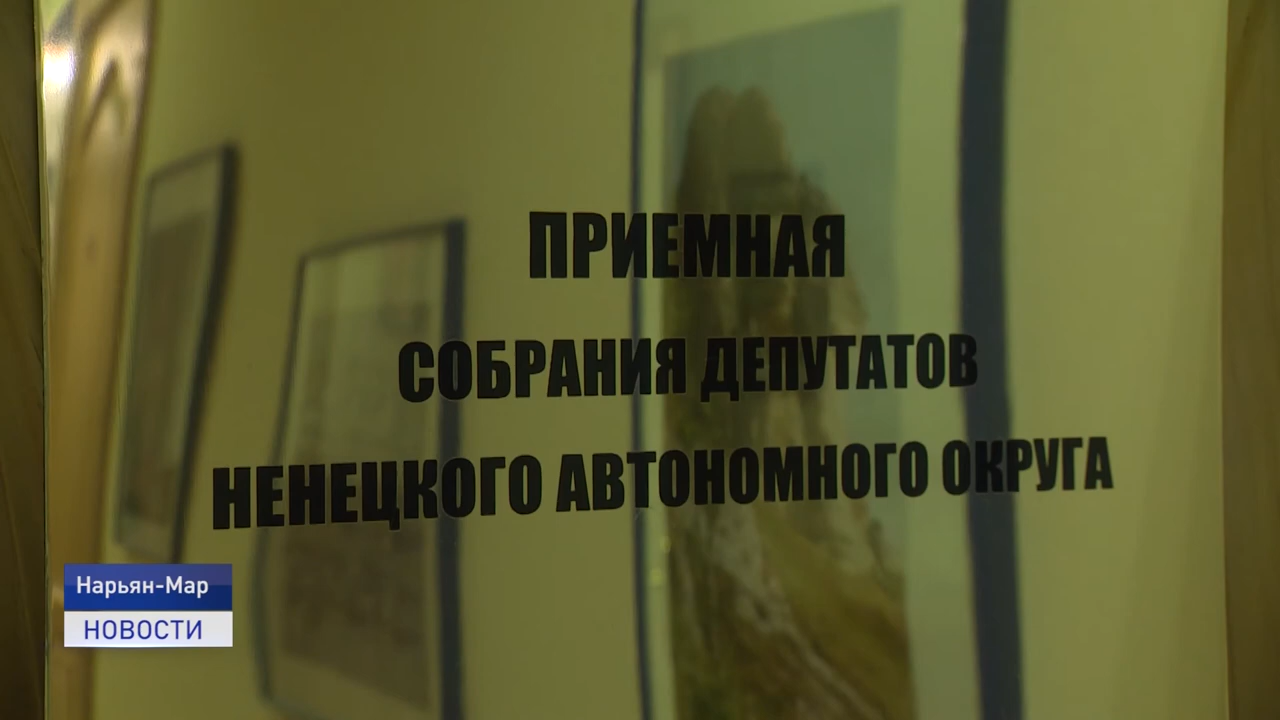 ПРИЕМНАЯ
СОБРАНИЯ ДЕПУТАТОВ
НЕНЕЦКОГО АВТОНОМНОГО ОКРУГА
Нарьян-Мар
НОВОСТИ